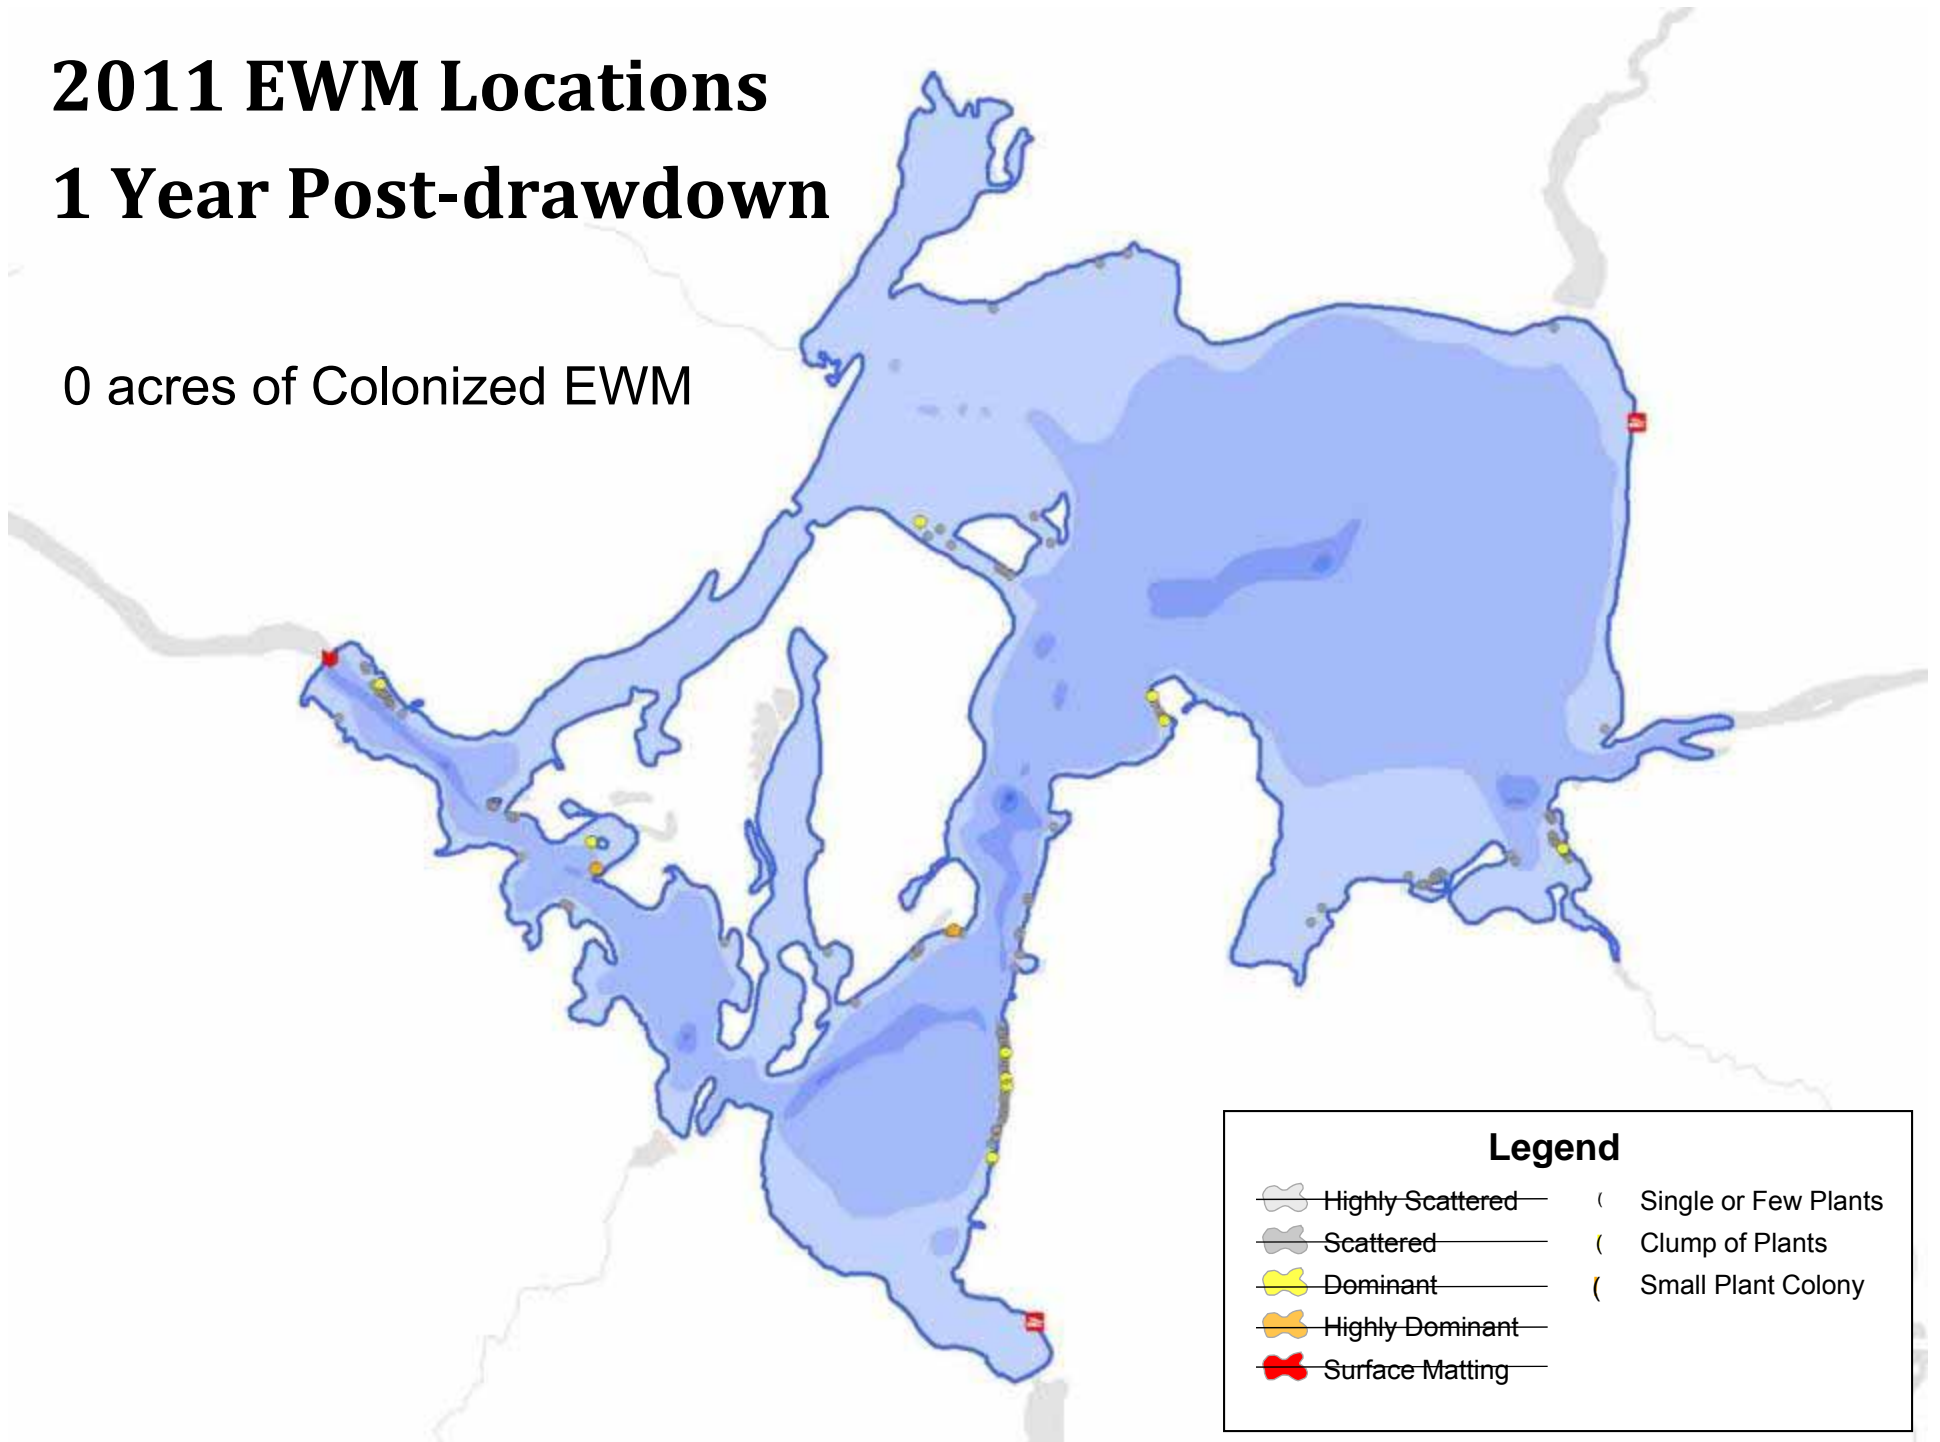 2011 EWM Locations
1 Year Post-drawdown
0 acres of Colonized EWM
Legend
Highly Scattered
Scattered
Dominant
Highly Dominant
Surface Matting
Single or Few Plants
Clump of Plants
Small Plant Colony